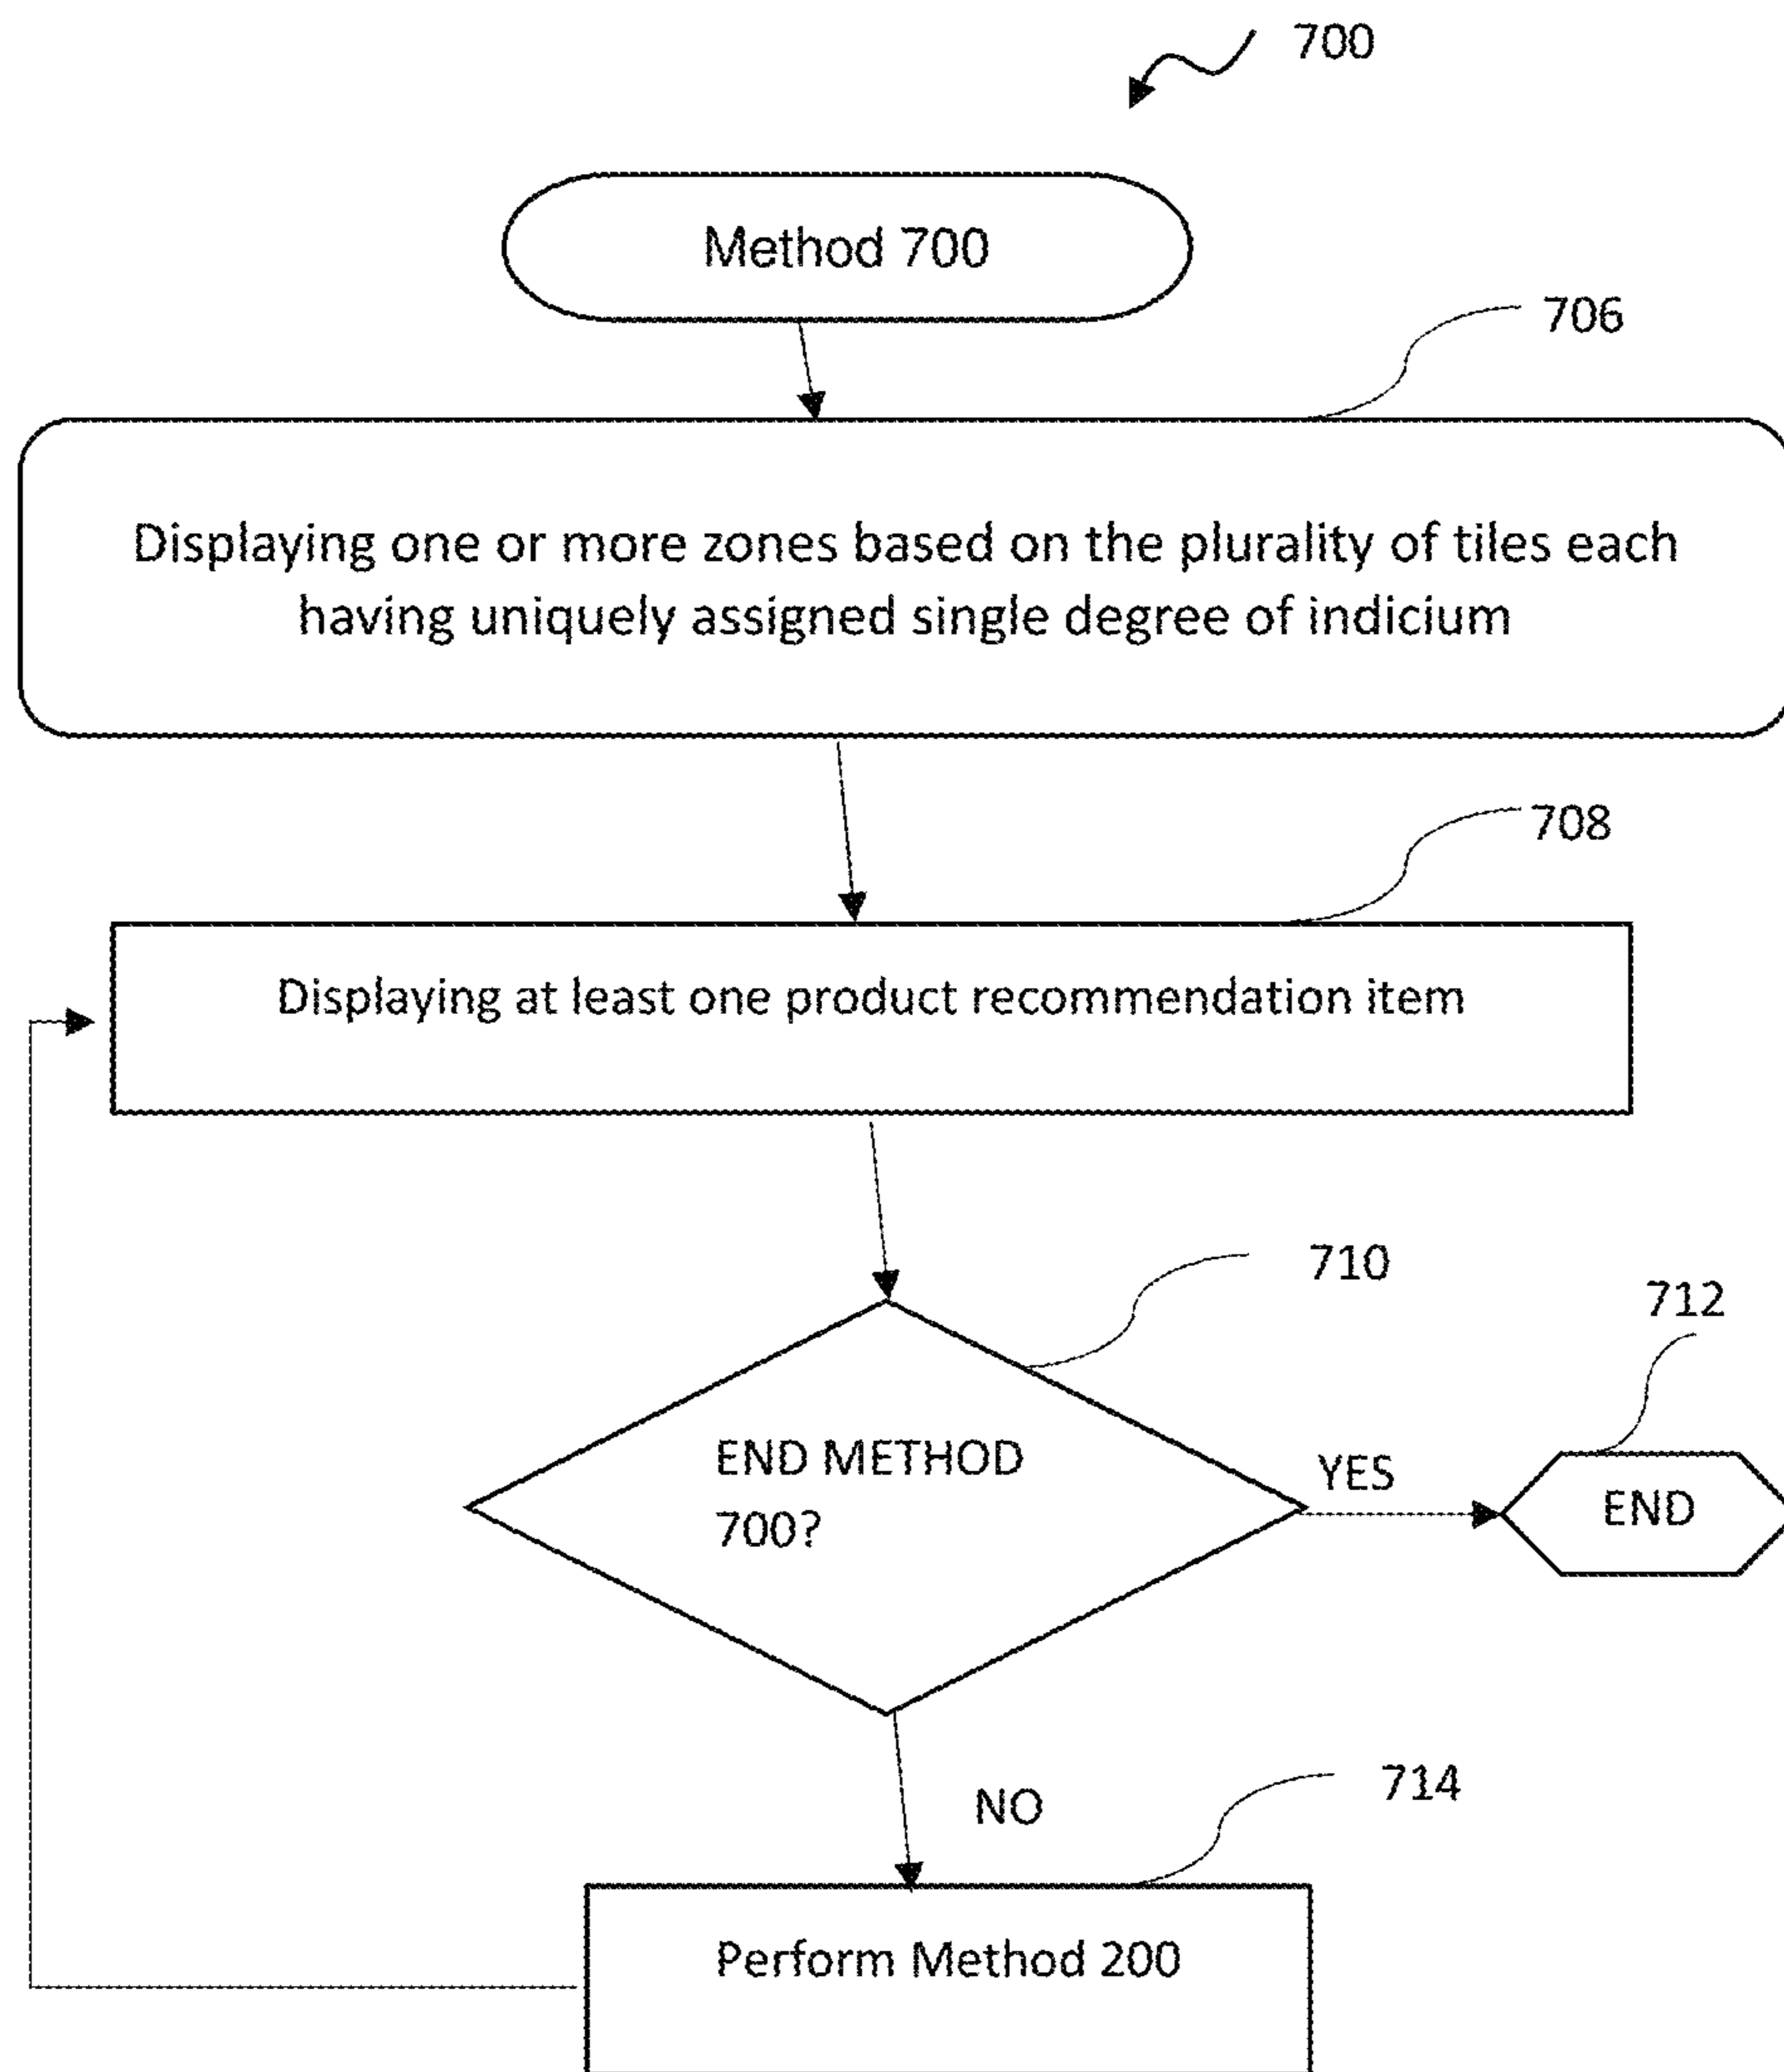 700
Method 700
706
Displaying one or more zones based on the plurality of tiles each
having uniquely assigned single degree of indicium
708
Displaying at least one product recommendation item
710
712
END METHOD
700?
YES
END
NO
714
Perform Method 200